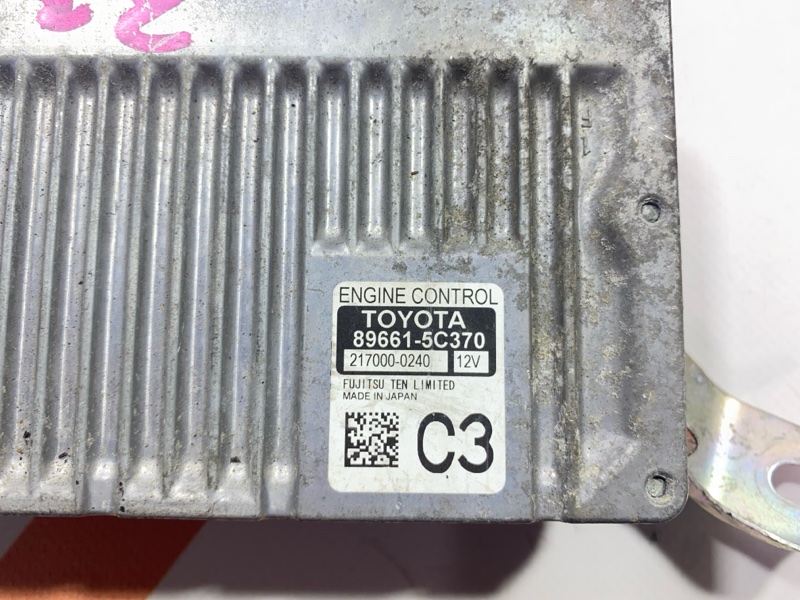 ENGINE CONTROL
TOYOTA
89661-5C370
217000-0240 12V
FUJITSU TEN LIMITED
MADE IN JAPAN
C3